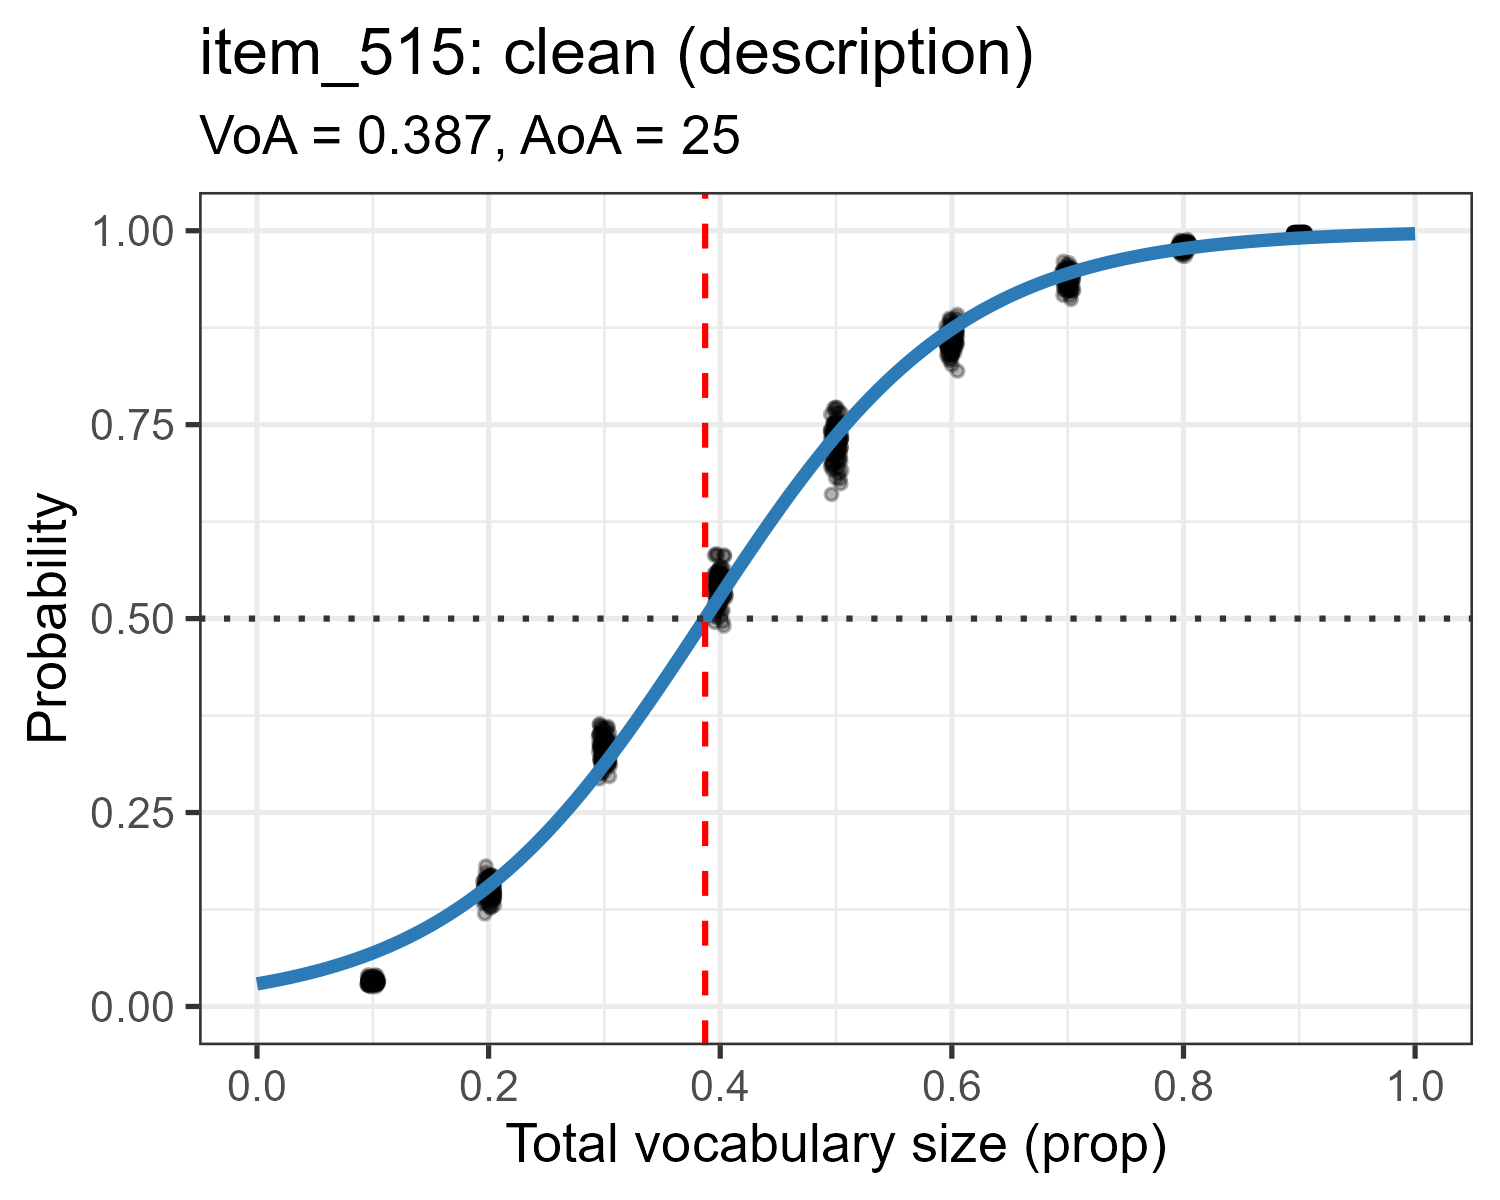 item_515: clean (description)
VoA = 0.387, AoA = 25
Probability
1.00
0.75
0.50
0.25
0.00
0.0 0.2 0.4 0.6 0.8 1.0
Total vocabulary size (prop)